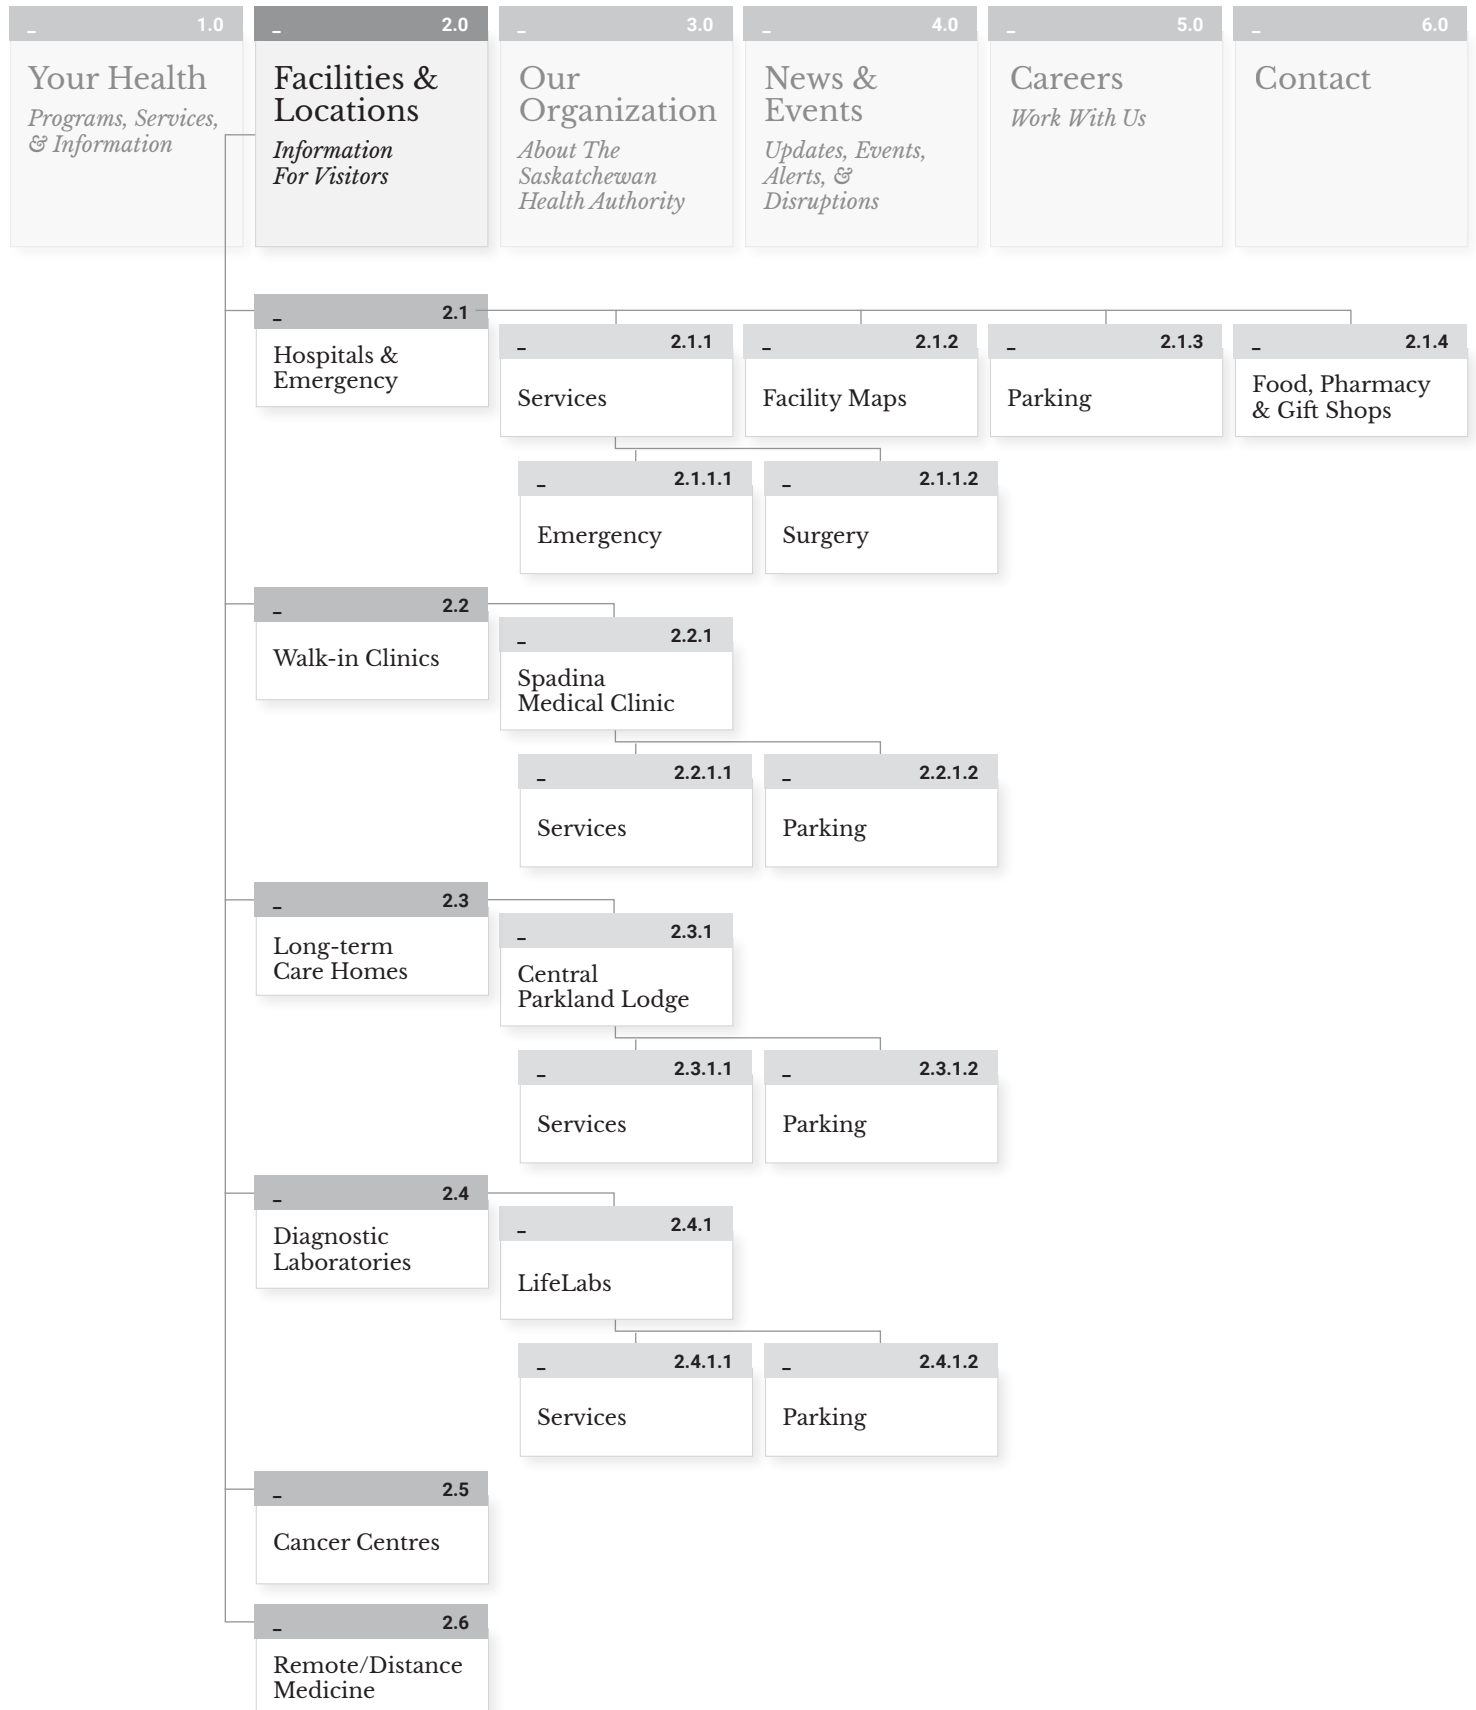 _ 1.0
Your Health
Programs, Services,
& Information
_ 2.0
Facilities &
Locations
Information
For Visitors
_ 3.0
Our
Organization
About The
Saskatchewan
Health Authority
_ 4.0
News &
Events
Updates, Events,
Alerts, &
Disruptions
_ 5.0
Careers
Work With Us
_ 6.0
Contact
_ 2.1
Hospitals &
Emergency
_ 2.1.1
Services
_ 2.1.2
Facility Maps
_ 2.1.3
Parking
_ 2.1.4
Food, Pharmacy
& Gift Shops
_ 2.1.1.1
Emergency
_ 2.1.1.2
Surgery
_ 2.2
Walk-in Clinics
_ 2.2.1
Spadina
Medical Clinic
_ 2.2.1.1
Services
_ 2.2.1.2
Parking
_ 2.3
Long-term
Care Homes
_ 2.3.1
Central
Parkland Lodge
_ 2.3.1.1
Services
_ 2.3.1.2
Parking
_ 2.4
Diagnostic
Laboratories
_ 2.4.1
LifeLabs
_ 2.4.1.1
Services
_ 2.4.1.2
Parking
_ 2.5
Cancer Centres
_ 2.6
Remote/Distance
Medicine